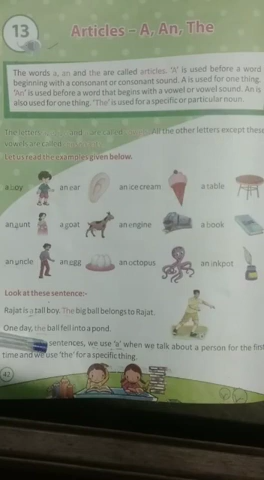 13
Articles – A, An, The
The words a, an and the are called articles. 'A' is used before a word
beginning with a consonant or consonant sound. A is used for one thing.
'An' is used before a word that begins with a vowel or vowel sound. An is
also used for one thing. 'The' is used for a specific or particular noun.
The letters are called All the other letters except these
vowels are called
Let us read the examples given below.
a boy an ear an ice cream a table
an aunt a goat an engine a book
an uncle an egg an octopus an inkpot
Look at these sentence:-
Rajat is a tall boy. The big ball belongs to Rajat.
One day, the ball fell into a pond.
sentences, we use 'a' when we talk about a person for the first
time and we use 'the' for a specific thing.
42